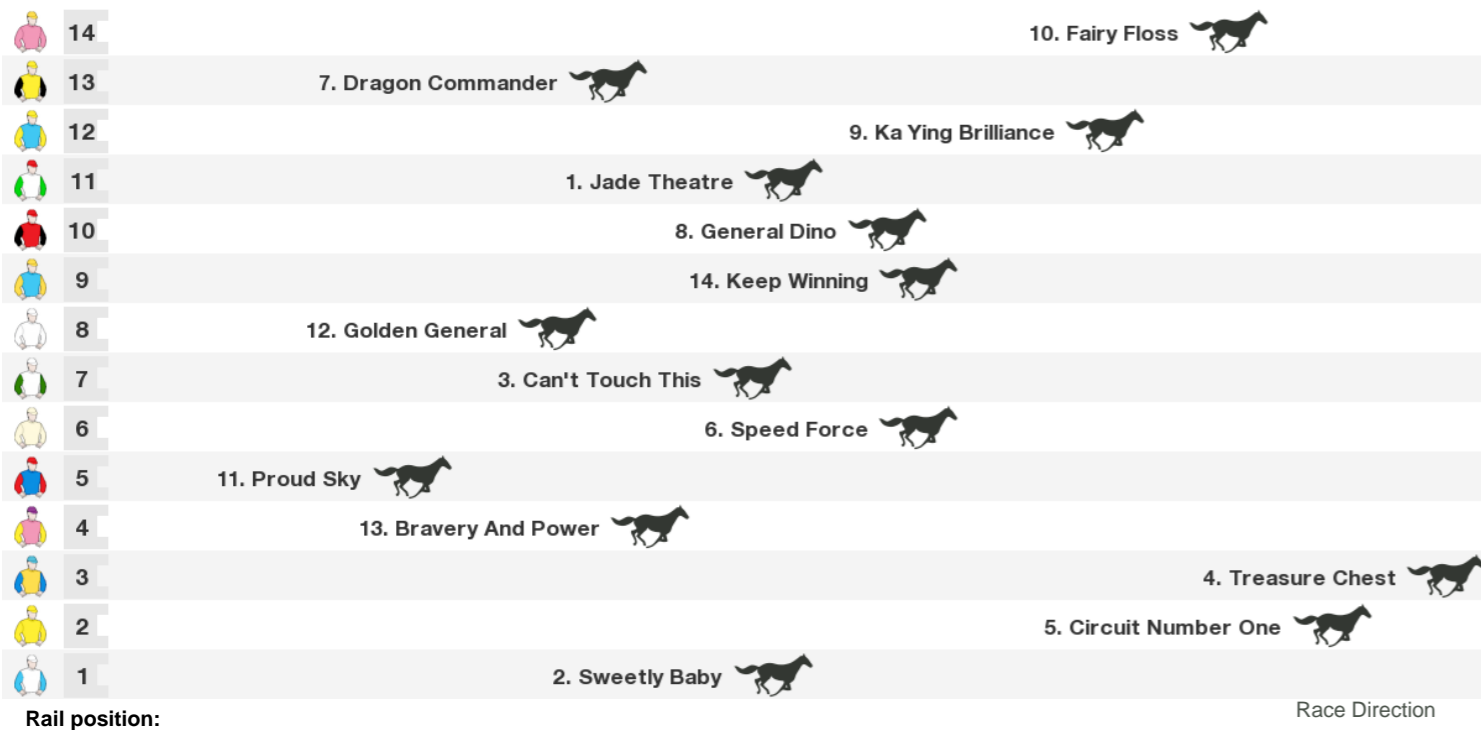 14 10. Fairy Floss
13 7. Dragon Commander
12 9. Ka Ying Brilliance
11 1. Jade Theatre
10 8. General Dino
9 14. Keep Winning
8 12. Golden General
7 3. Can't Touch This
6 6. Speed Force
5 11. Proud Sky
4 13. Bravery And Power
3 4. Treasure Chest
2 5. Circuit Number One
1 2. Sweetly Baby
Race Direction
Rail position: